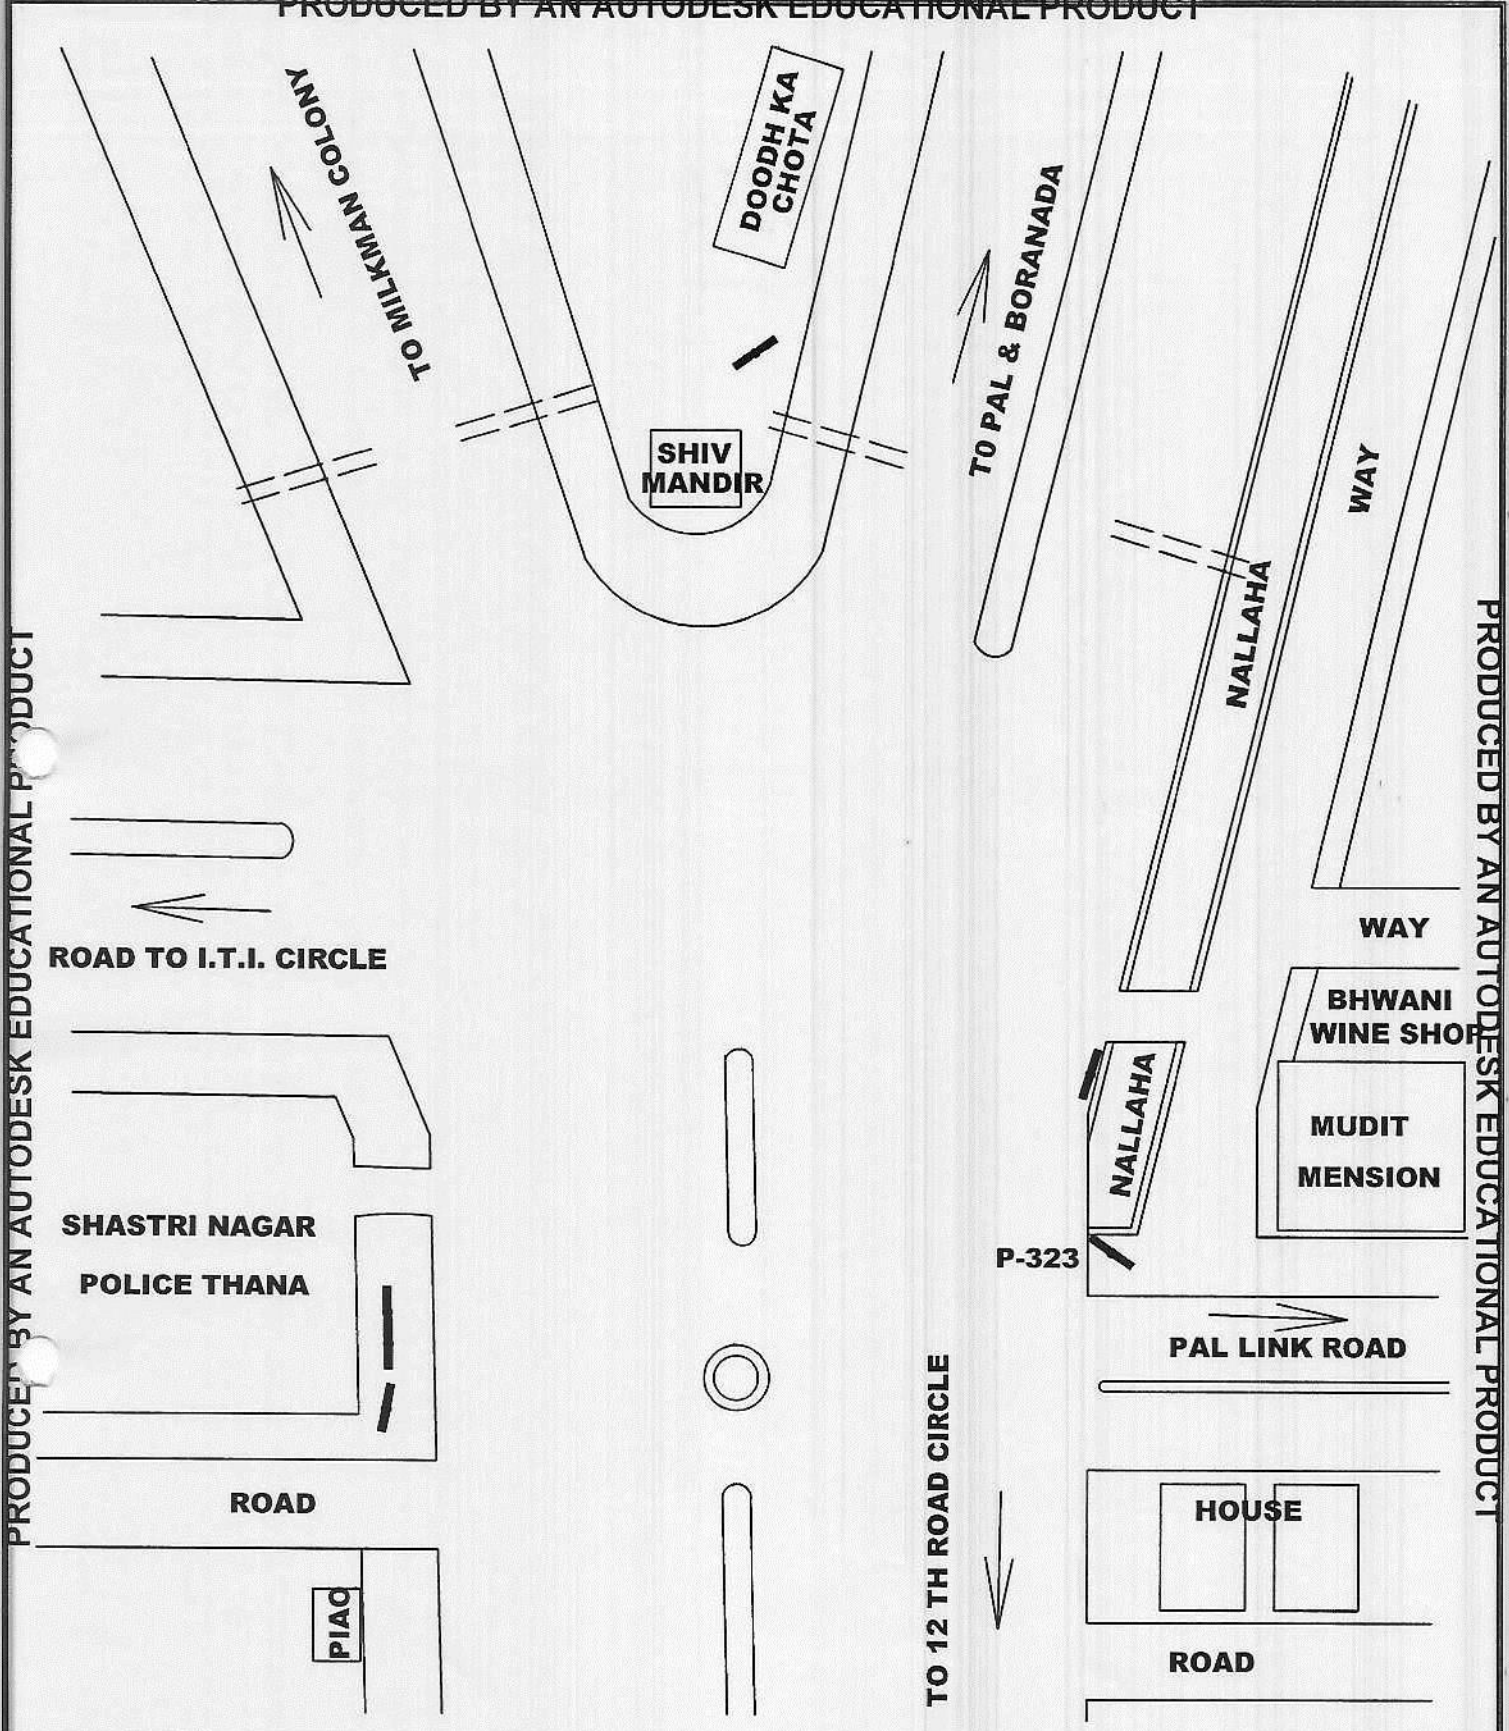 PRODUCED BY AN AUTODESK EDUCATIONAL PRODUCT
TO MILKMAN COLONY
DOODH KA
CHOTA
T0 PAL & BORANADA
SHIV
MANDIR
WAY
NALLAHA
PRODUCED BY AN AUTODESK EDUCATIONAL PRODUCT
PRODUCED BY AN AUTODESK EDUCATIONAL PRODUCT
ROAD TO I.T.I. CIRCLE
WAY
BHWANI
WINE SHOP
NALLAHA
MUDIT
MENSION
SHASTRI NAGAR
POLICE THANA
P-323
PAL LINK ROAD
TO 12 TH ROAD CIRCLE
ROAD
HOUSE
PIAO
ROAD